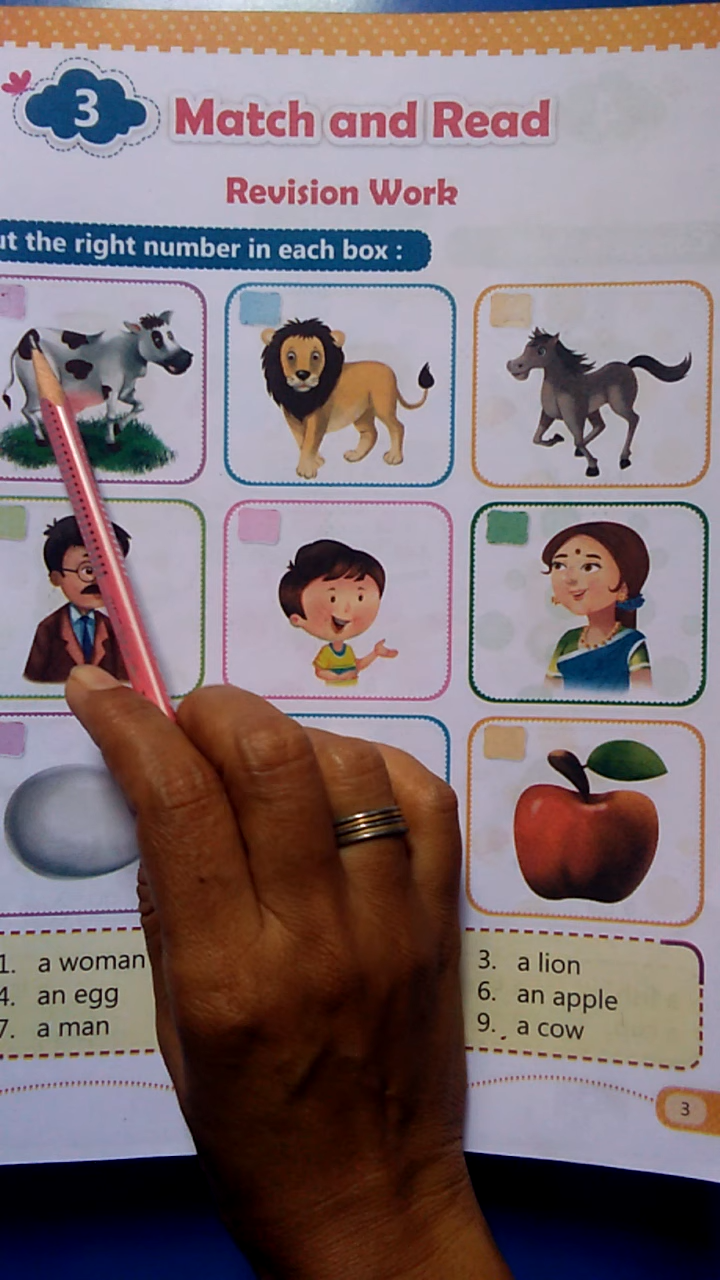 3
Match and Read
Revision Work
ut the right number in each box :
1. a woman
3. a lion
4. an egg
6. an apple
7. a man
9. a cow
3